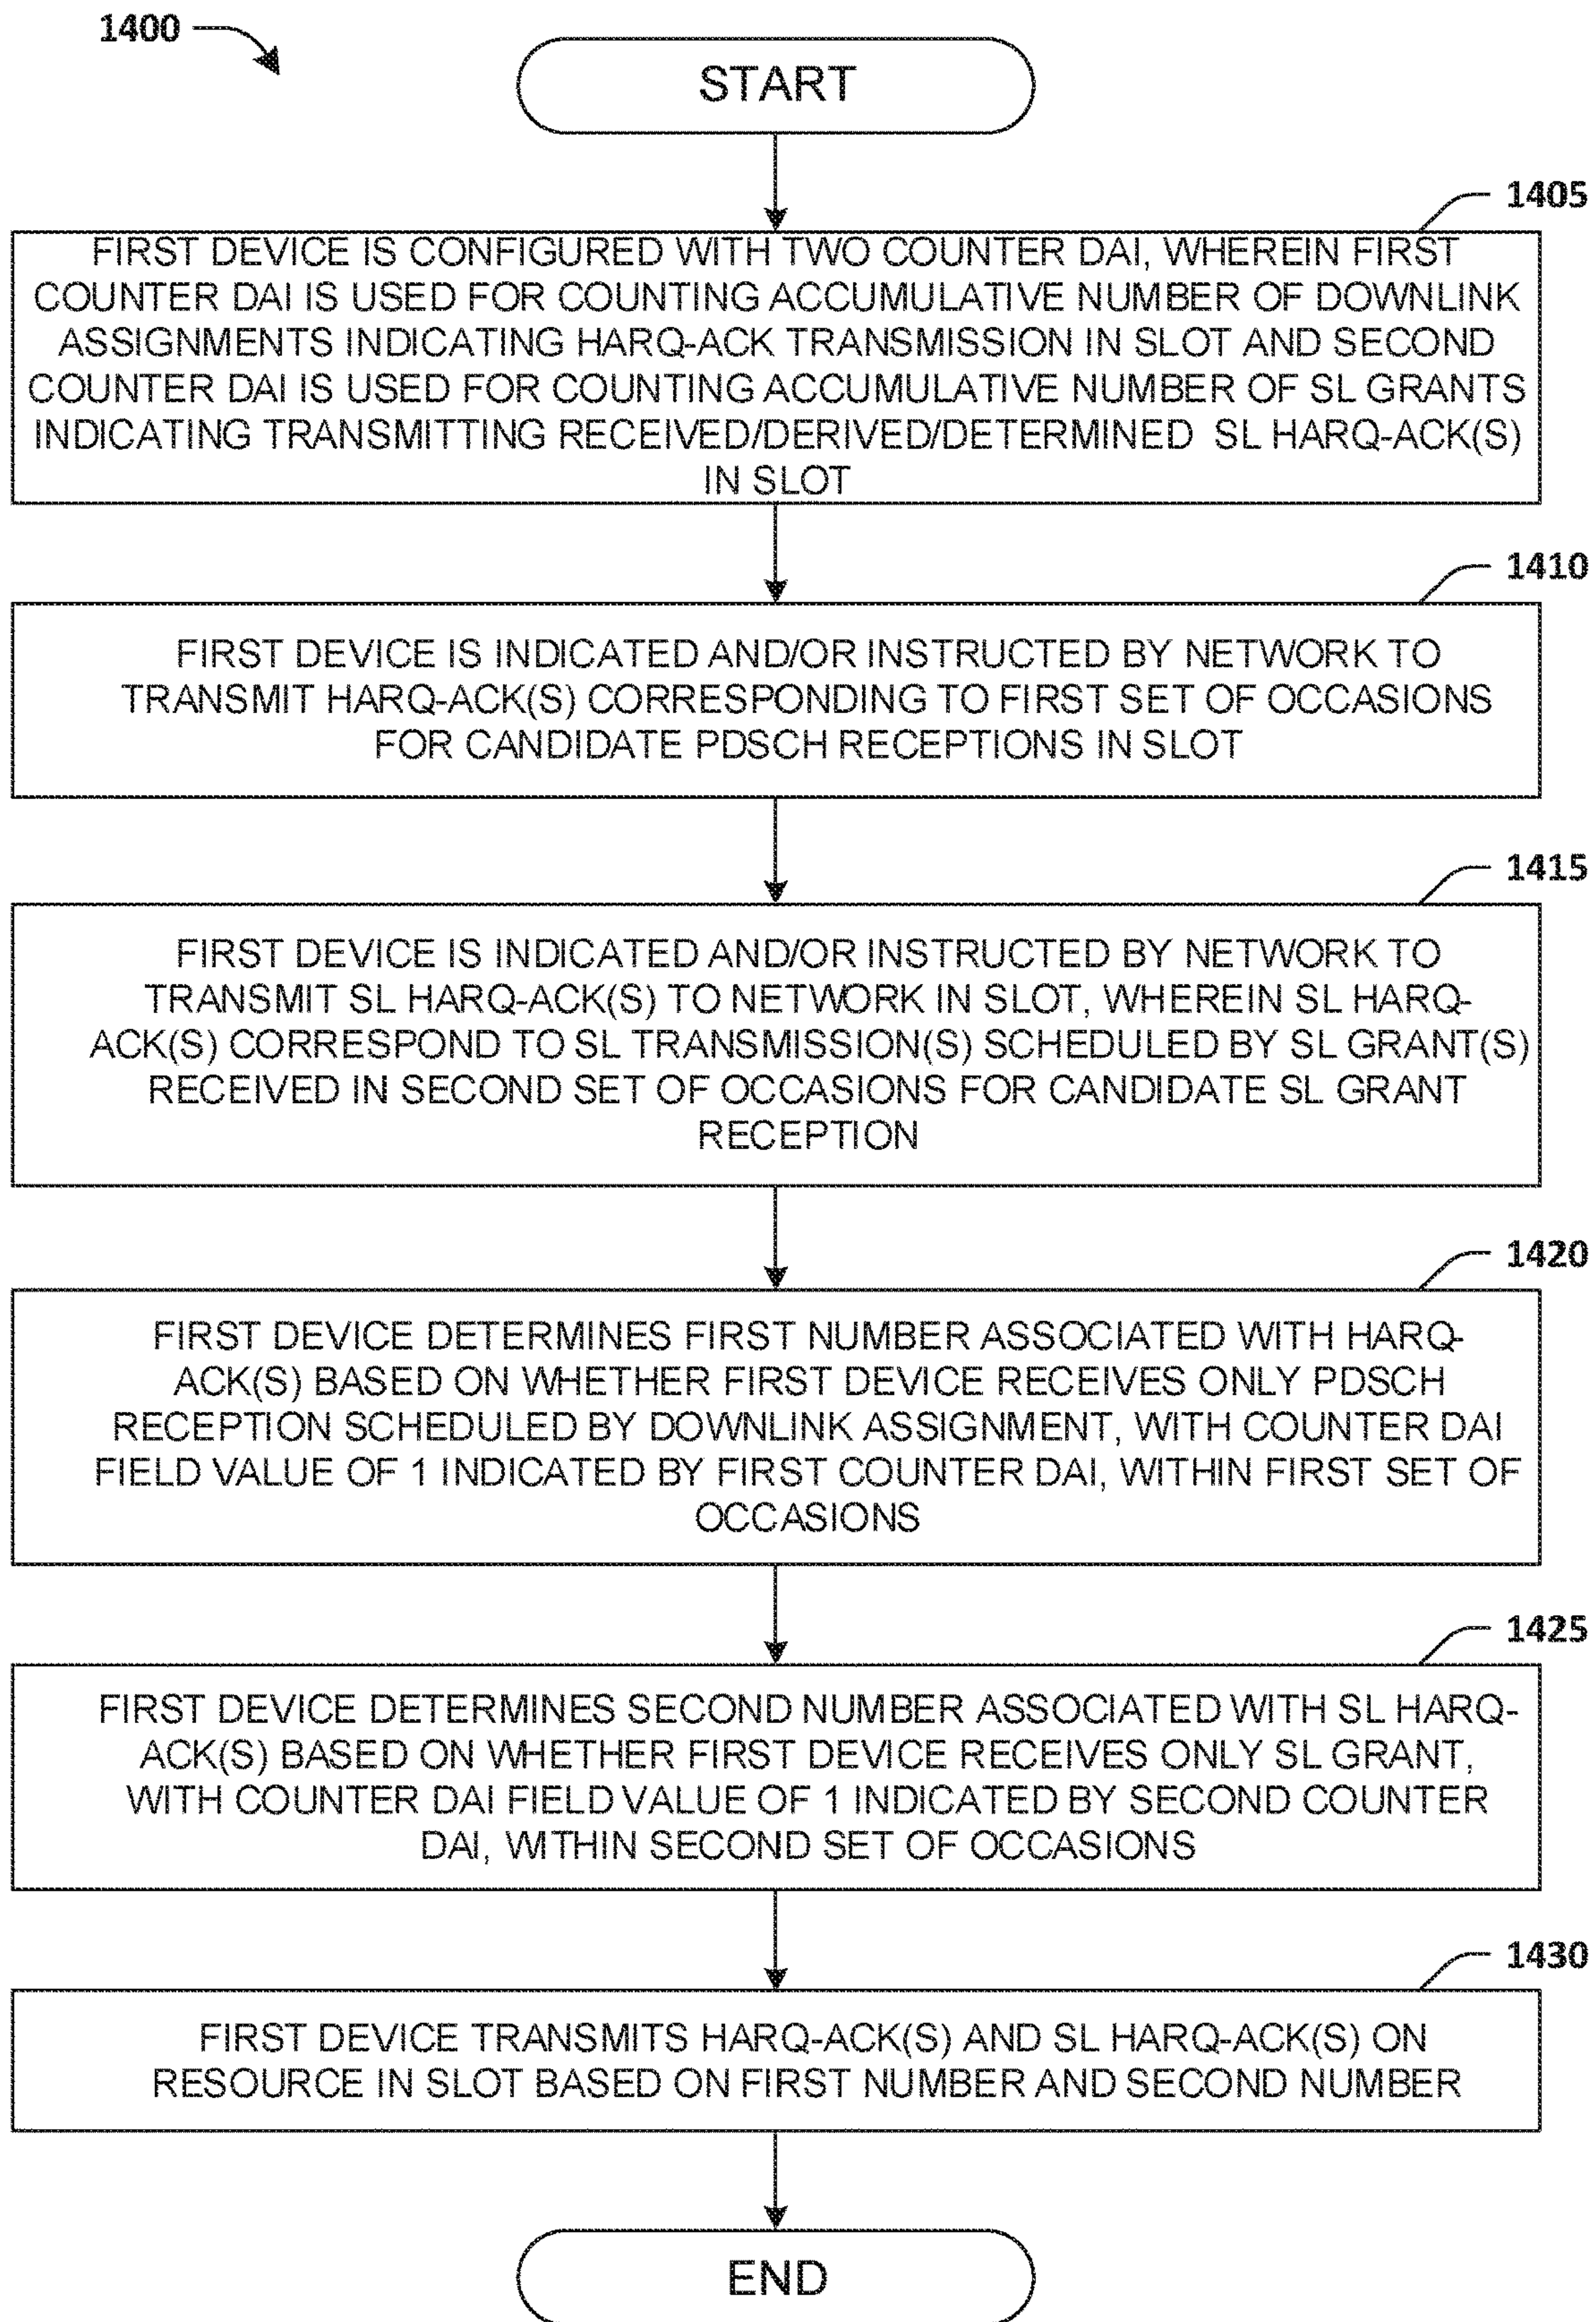 1400
START
1405
FIRST DEVICE IS CONFIGURED WITH TWO COUNTER DAI, WHEREIN FIRST
COUNTER DAI IS USED FOR COUNTING ACCUMULATIVE NUMBER OF DOWNLINK
ASSIGNMENTS INDICATING HARQ-ACK TRANSMISSION IN SLOT AND SECOND
COUNTER DAI IS USED FOR COUNTING ACCUMULATIVE NUMBER OF SL GRANTS
INDICATING TRANSMITTING RECEIVED/DERIVED/DETERMINED SL HARQ-ACK(S)
IN SLOT
1410
FIRST DEVICE IS INDICATED AND/OR INSTRUCTED BY NETWORK TO
TRANSMIT HARQ-ACK(S) CORRESPONDING TO FIRST SET OF OCCASIONS
FOR CANDIDATE PDSCH RECEPTIONS IN SLOT
1415
FIRST DEVICE IS INDICATED AND/OR INSTRUCTED BY NETWORK TO
TRANSMIT SL HARQ-ACK(S) TO NETWORK IN SLOT, WHEREIN SL HARQ-
ACK(S) CORRESPOND TO SL TRANSMISSION(S) SCHEDULED BY SL GRANT(S)
RECEIVED IN SECOND SET OF OCCASIONS FOR CANDIDATE SL GRANT
RECEPTION
1420
FIRST DEVICE DETERMINES FIRST NUMBER ASSOCIATED WITH HARQ-
ACK(S) BASED ON WHETHER FIRST DEVICE RECEIVES ONLY PDSCH
RECEPTION SCHEDULED BY DOWNLINK ASSIGNMENT, WITH COUNTER DAI
FIELD VALUE OF 1 INDICATED BY FIRST COUNTER DAI, WITHIN FIRST SET OF
OCCASIONS
1425
FIRST DEVICE DETERMINES SECOND NUMBER ASSOCIATED WITH SL HARQ-
ACK(S) BASED ON WHETHER FIRST DEVICE RECEIVES ONLY SL GRANT,
WITH COUNTER DAI FIELD VALUE OF 1 INDICATED BY SECOND COUNTER
DAI, WITHIN SECOND SET OF OCCASIONS
1430
FIRST DEVICE TRANSMITS HARQ-ACK(S) AND SL HARQ-ACK(S) ON
RESOURCE IN SLOT BASED ON FIRST NUMBER AND SECOND NUMBER
END